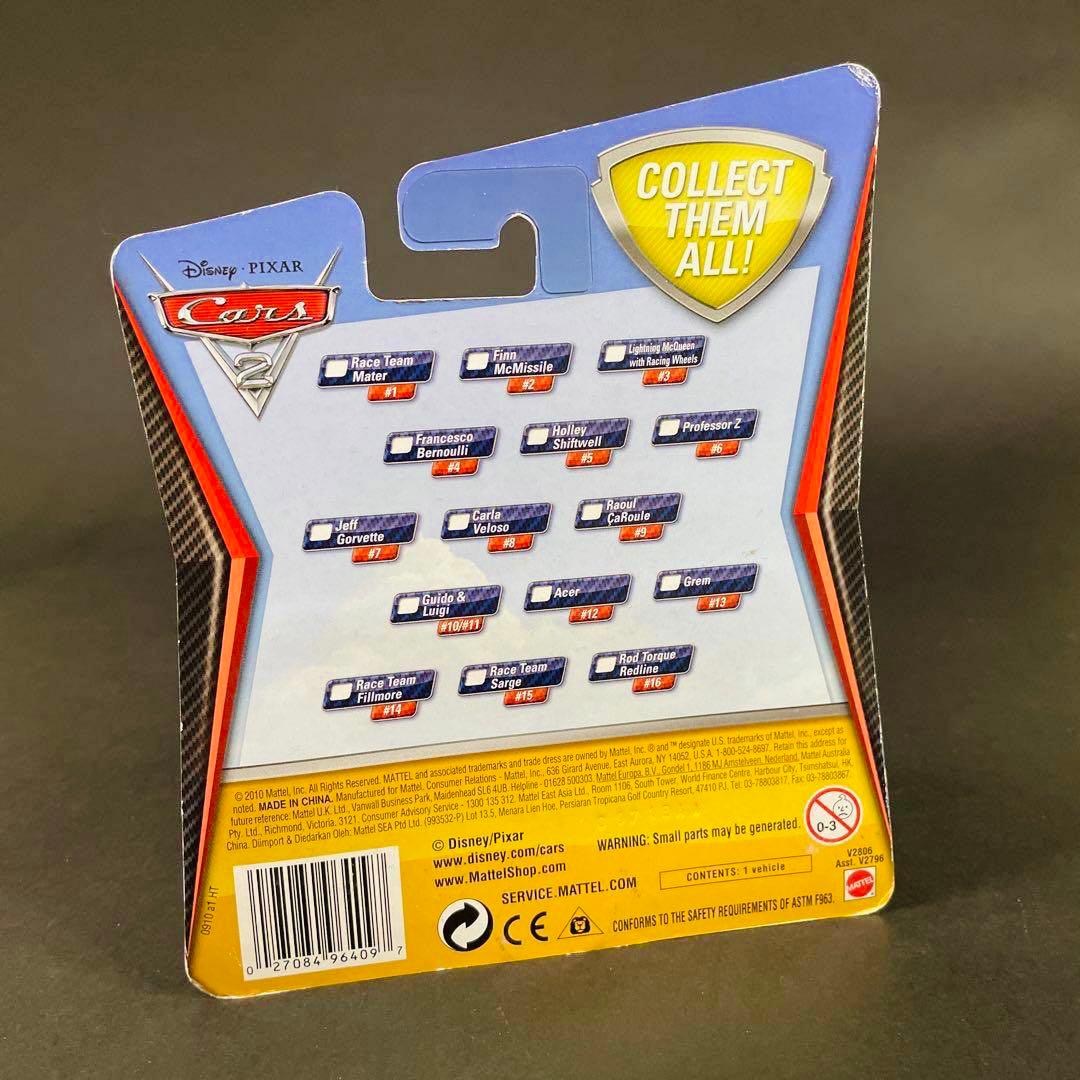 COLLECT
THEM
ALL!
Disney · PIXAR
Cars
2
Race Team
Mater
#1
Finn
McMissile
#2
Lightning McQueen
with Racing Wheels
#3
Francesco
Bernoulli
#4
Holley
Shiftwell
#5
Professor Z
#6
Jeff
Gorvette
#7
Carla
Veloso
#8
Raoul
ÇaRoule
#9
Guido &
Luigi
#10/#11
Acer
#12
Grem
#13
Race Team
Fillmore
#14
Race Team
Sarge
#15
Rod Torque
Redline
#16
© 2010 Mattel, Inc. All Rights Reserved. MATTEL and associated trademarks and trade dress are owned by Mattel, Inc. ® and ™ designate U.S. trademarks of Mattel, Inc., except as
noted. MADE IN CHINA. Manufactured for Mattel. Consumer Relations - Mattel, Inc., 636 Girard Avenue, East Aurora, NY 14052, U.S.A. 1-800-524-8697. Retain this address for
future reference: Mattel U.K. Ltd., Vanwall Business Park, Maidenhead SL6 4UB. Helpline - 01628 500303. Mattel Europa, B.V., Gondel 1, 1186 MJ Amstelveen, Nederland. Mattel Australia
Pty. Ltd., Richmond, Victoria. 3121. Consumer Advisory Service - 1300 135 312. Mattel East Asia Ltd., Room 1106, South Tower, World Finance Centre, Harbour City, Tsimshatsui, HK,
China. Diimport & Diedarkan Oleh: Mattel SEA Ptd Ltd. (993532-P) Lot 13.5, Menara Lien Hoe, Persiaran Tropicana Golf Country Resort, 47410 PJ. Tel: 03-78803817, Fax: 03-78803867.
© Disney/Pixar
www.disney.com/cars
www.MattelShop.com
SERVICE.MATTEL.COM
WARNING: Small parts may be generated.
0-3
CONTENTS: 1 vehicle
V2806
Asst. V2796
MATTEL
CE
CONFORMS TO THE SAFETY REQUIREMENTS OF ASTM F963.
0910 a1 HT
0 27084 96409 7